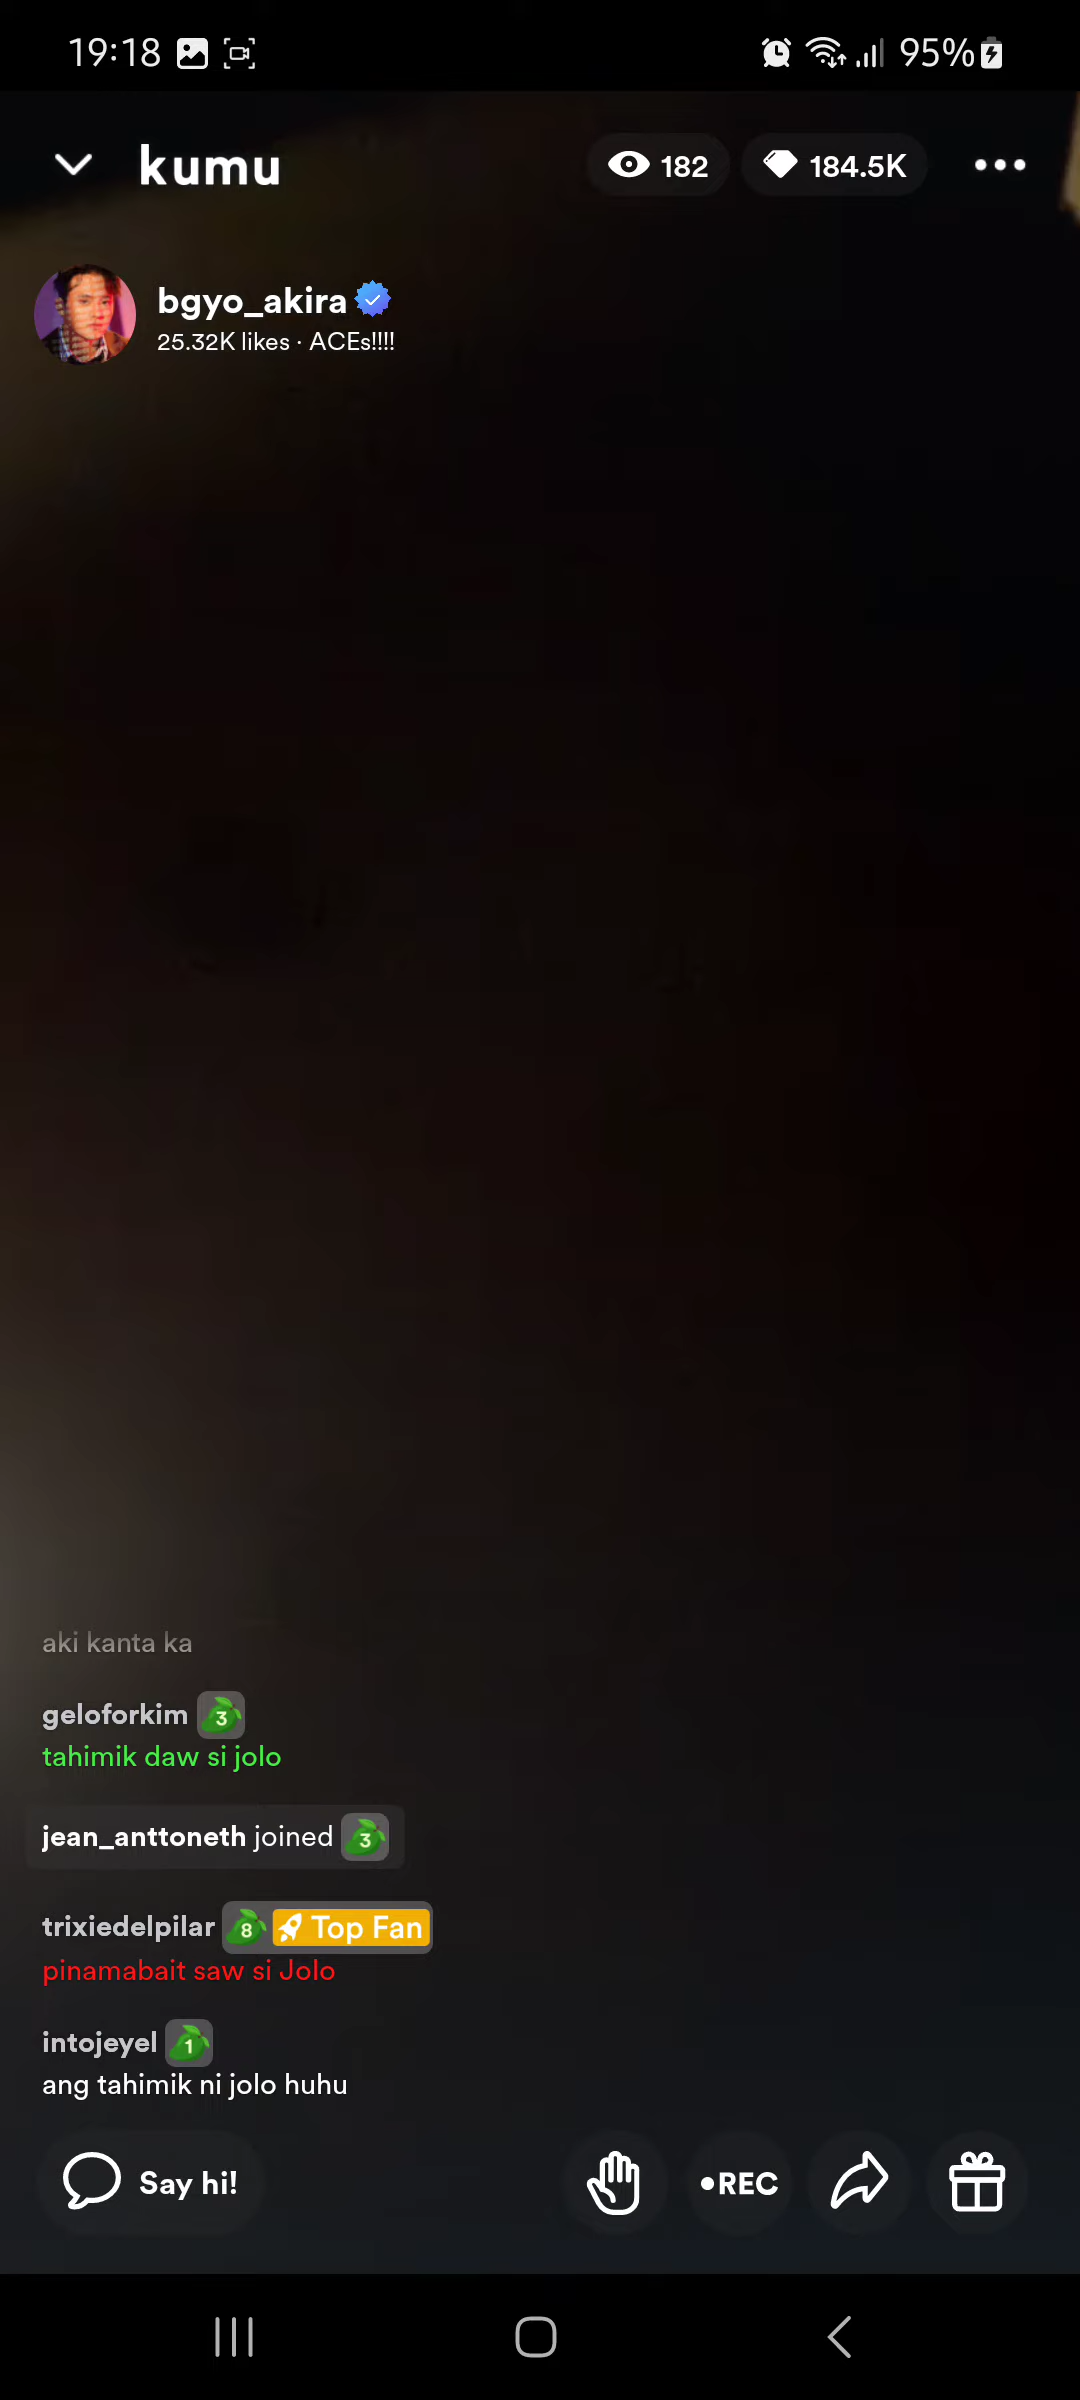 19:18
95%
kumu
182
184.5K
bgyo_akira
25.32K likes · ACEs!!!!
aki kanta ka
geloforkim 3
tahimik daw si jolo
jean_anttoneth joined 3
trixiedelpilar 8 Top Fan
pinamabait saw si Jolo
intojeyel 1
ang tahimik ni jolo huhu
Say hi!
•REC